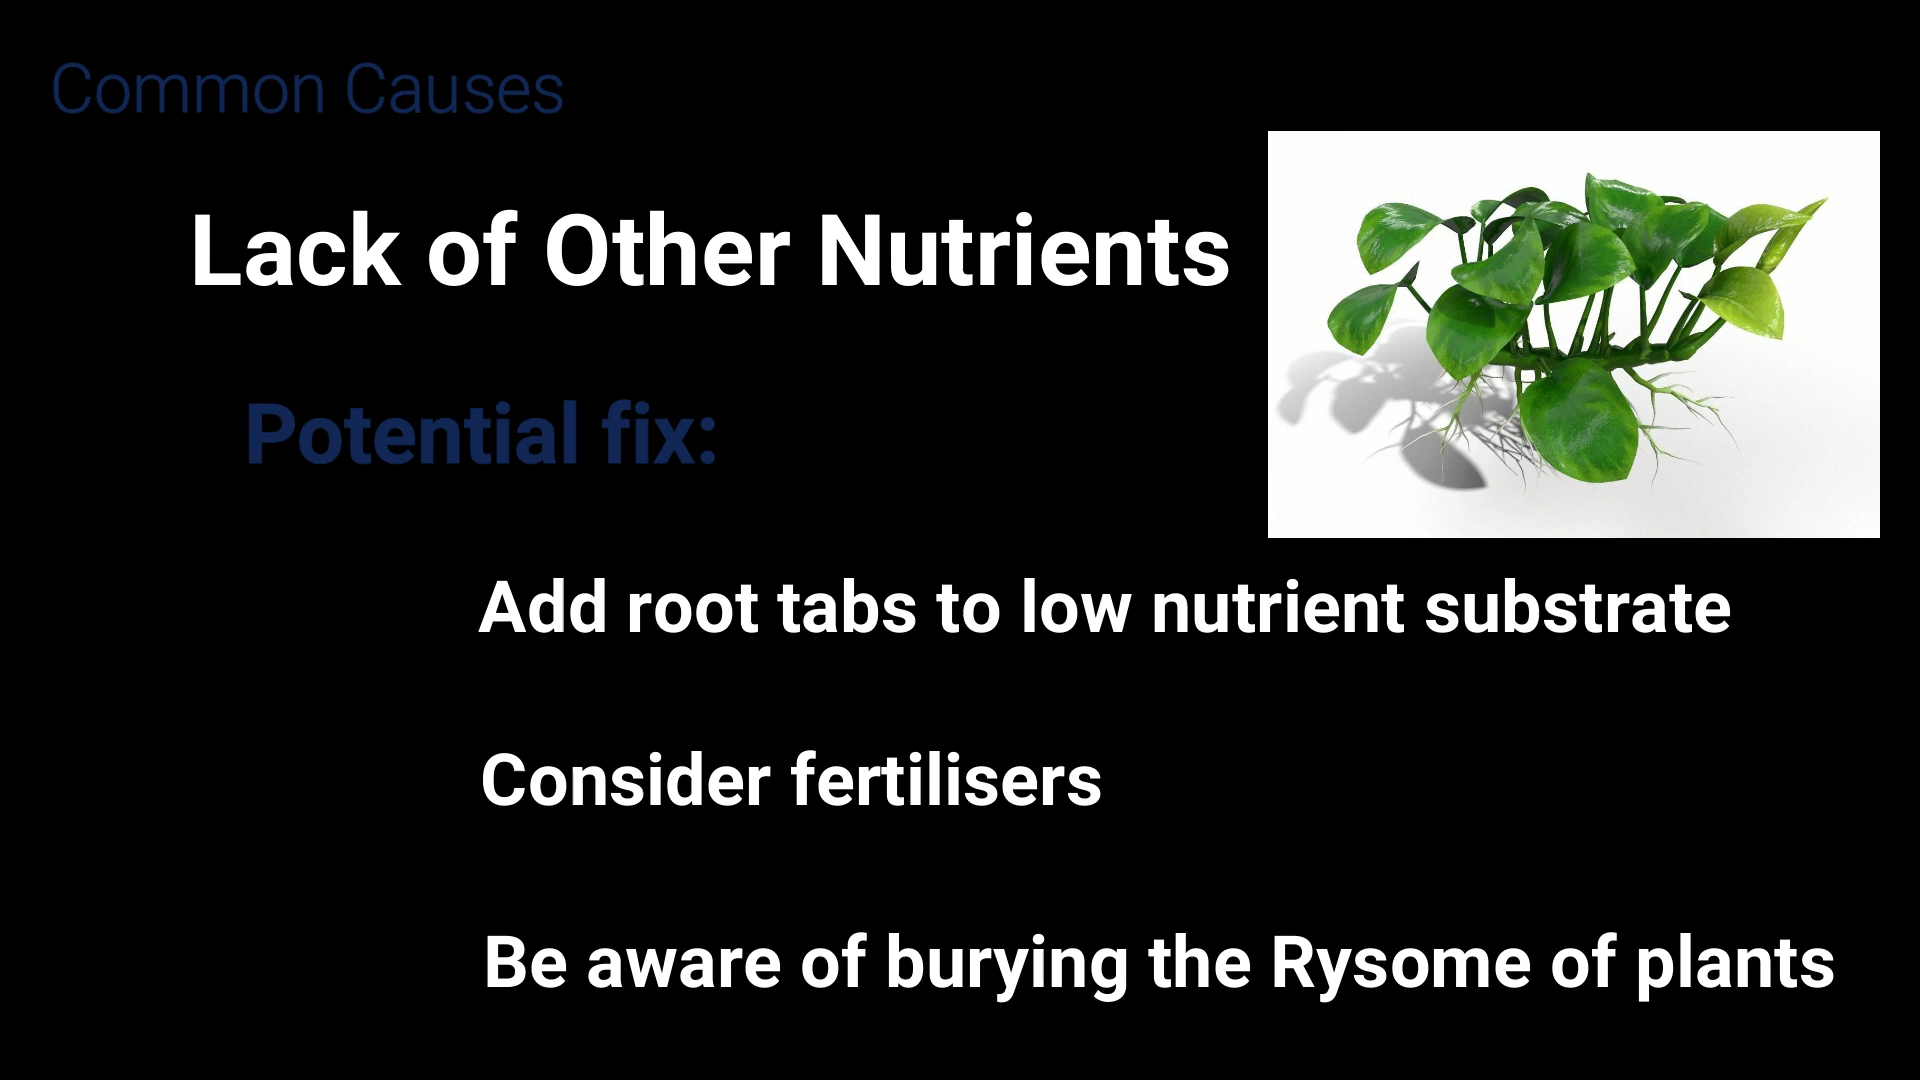 Common Causes
Lack of Other Nutrients
Potential fix:
Add root tabs to low nutrient substrate
Consider fertilisers
Be aware of burying the Rysome of plants